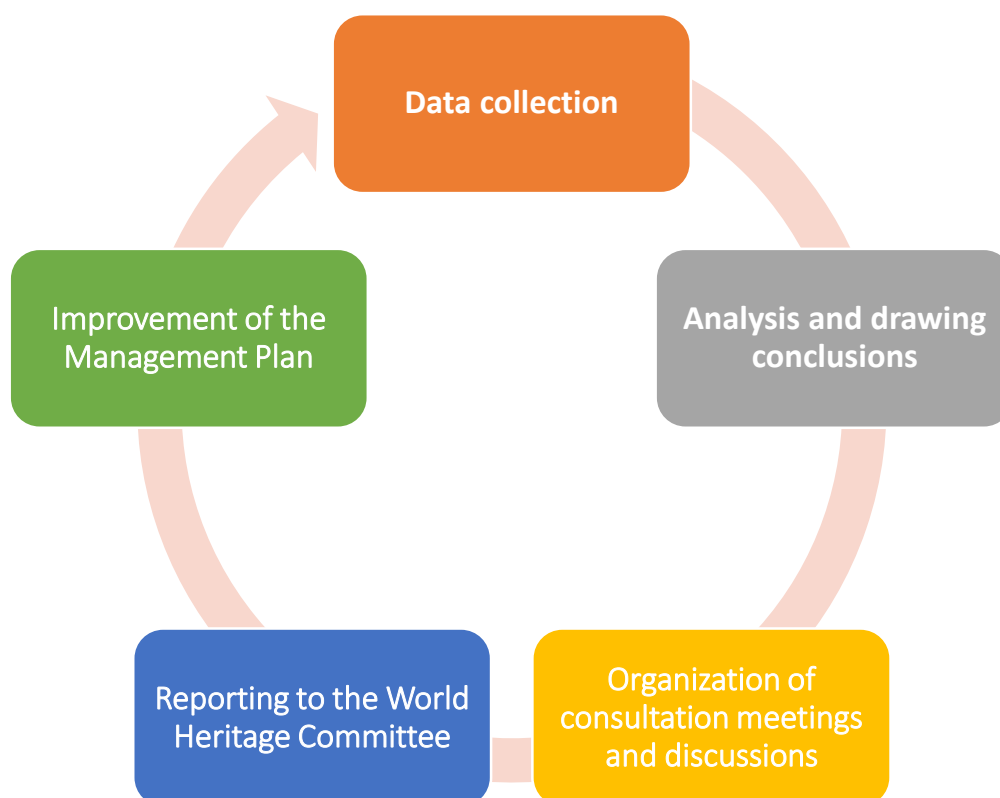 Data collection
Analysis and drawing
conclusions
Organization of
consultation meetings
and discussions
Reporting to the World
Heritage Committee
Improvement of the
Management Plan